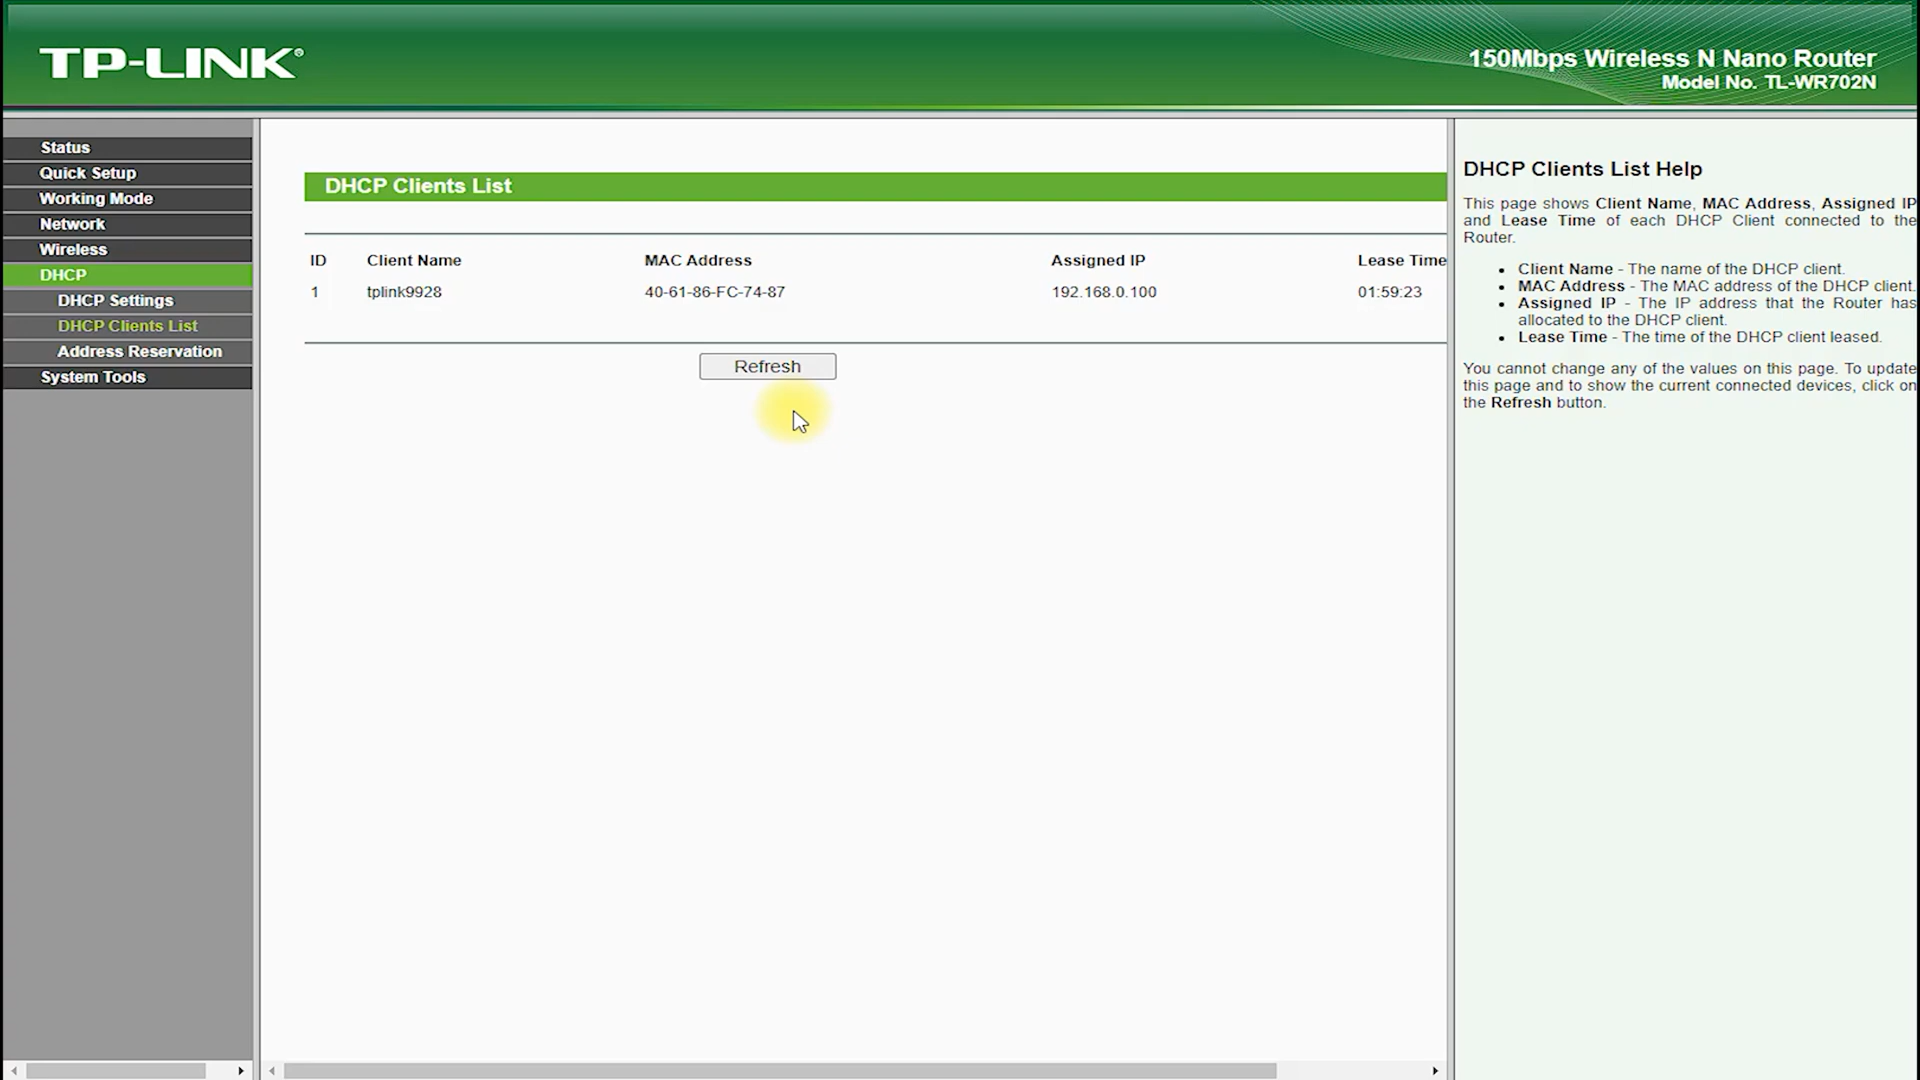 TP-LINK®
150Mbps Wireless N Nano Router
Model No. TL-WR702N
Status
Quick Setup
Working Mode
Network
Wireless
DHCP
DHCP Settings
DHCP Clients List
Address Reservation
System Tools
DHCP Clients List
ID Client Name MAC Address Assigned IP Lease Time
1 tplink9928 40-61-86-FC-74-87 192.168.0.100 01:59:23
Refresh
DHCP Clients List Help
This page shows Client Name, MAC Address, Assigned IP
and Lease Time of each DHCP Client connected to the
Router.
• Client Name - The name of the DHCP client.
• MAC Address - The MAC address of the DHCP client.
• Assigned IP - The IP address that the Router has
allocated to the DHCP client.
• Lease Time - The time of the DHCP client leased.
You cannot change any of the values on this page. To update
this page and to show the current connected devices, click on
the Refresh button.